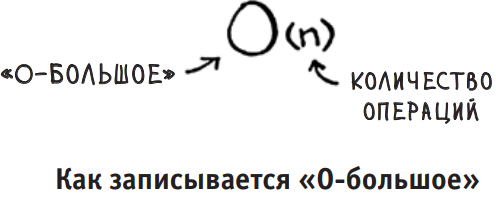 O(n)
«О-БОЛЬШОЕ»
КОЛИЧЕСТВО
ОПЕРАЦИЙ
Как записывается «О-большое»